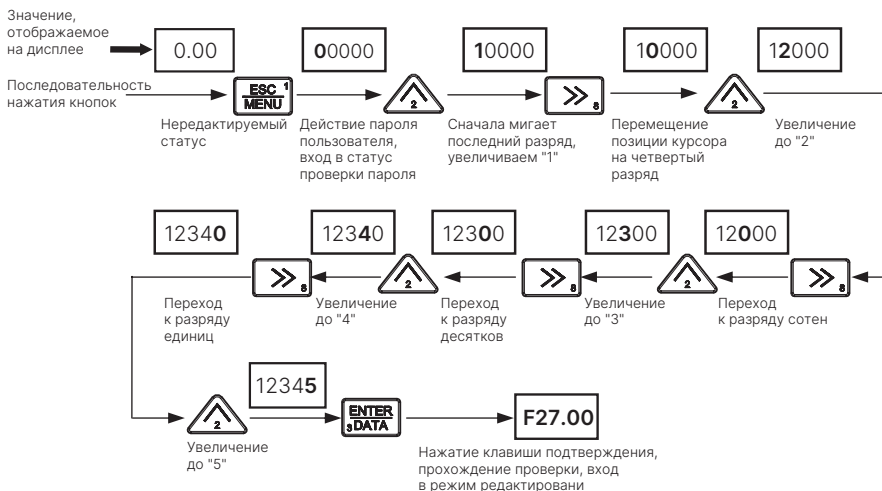 Значение,
отображаемое
на дисплее
0.00
00000
10000
10000
12000
Последовательность
нажатия кнопок
ESC 1
MENU
2
8
2
Нередактируемый
статус
Действие пароля
пользователя,
вход в статус
проверки пароля
Сначала мигает
последний разряд,
увеличиваем "1"
Перемещение
позиции курсора
на четвертый
разряд
Увеличение
до "2"
12340
12340
12300
12300
12000
8
2
8
2
8
Переход
к разряду
единиц
Увеличение
до "4"
Переход
к разряду
десятков
Увеличение
до "3"
Переход
к разряду сотен
12345
2
ENTER
3 DATA
F27.00
Увеличение
до "5"
Нажатие клавиши подтверждения,
прохождение проверки, вход
в режим редактировани